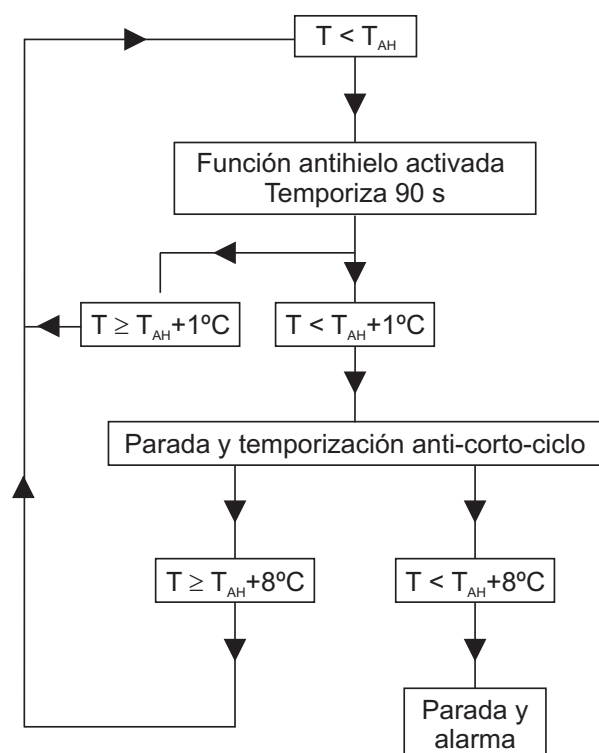 T < T_AH
Función antihielo activada
Temporiza 90 s
T ≥ T_AH+1ºC
T < T_AH+1ºC
Parada y temporización anti-corto-ciclo
T ≥ T_AH+8ºC
T < T_AH+8ºC
Parada y
alarma